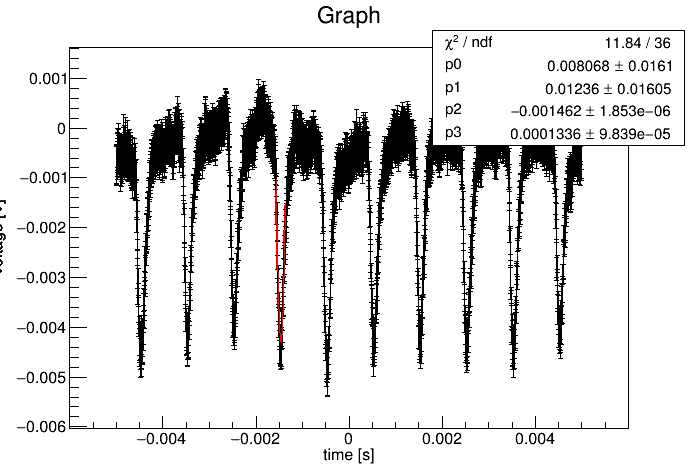 Graph
χ² / ndf 11.84 / 36
p0 0.008068 ± 0.0161
p1 0.01236 ± 0.01605
p2 −0.001462 ± 1.853e−06
p3 0.0001336 ± 9.839e−05
0.001
0
−0.001
−0.002
−0.003
−0.004
−0.005
−0.006
−0.004 −0.002 0 0.002 0.004
time [s]